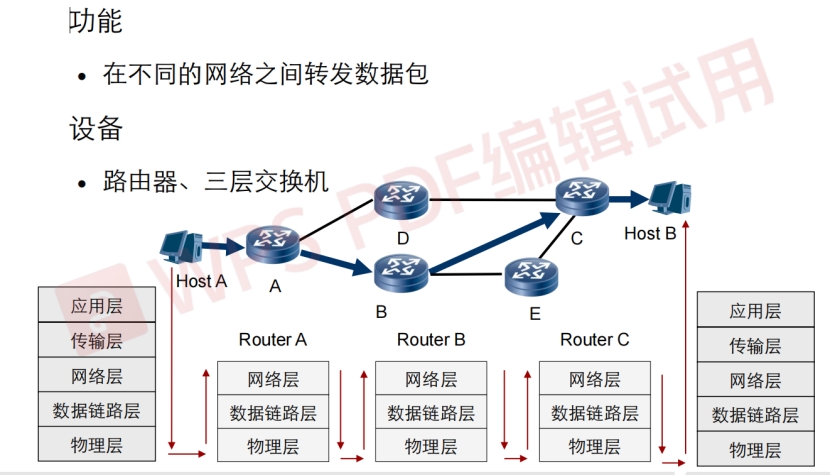 功能
• 在不同的网络之间转发数据包
设备
• 路由器、三层交换机
WPS PDF编辑试用
D
C
Host B
Host A
A
B
E
Router A
Router B
Router C
应用层
传输层
网络层
数据链路层
物理层
网络层
数据链路层
物理层
网络层
数据链路层
物理层
网络层
数据链路层
物理层
应用层
传输层
网络层
数据链路层
物理层